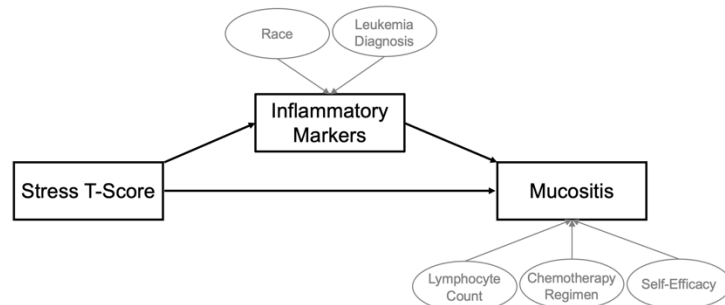 Race
Leukemia
Diagnosis
Inflammatory
Markers
Stress T-Score
Mucositis
Lymphocyte
Count
Chemotherapy
Regimen
Self-Efficacy